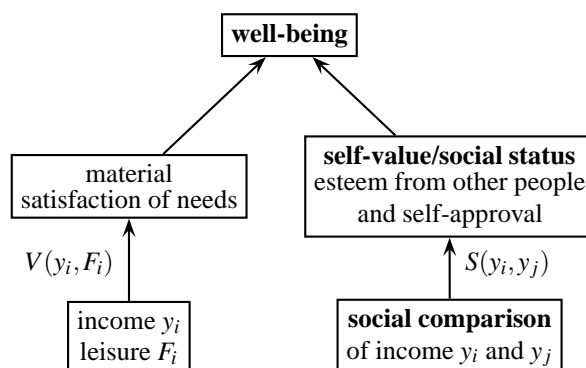 well-being
material
satisfaction of needs
self-value/social status
esteem from other people
and self-approval
V(y_i, F_i)
S(y_i, y_j)
income y_i
leisure F_i
social comparison
of income y_i and y_j